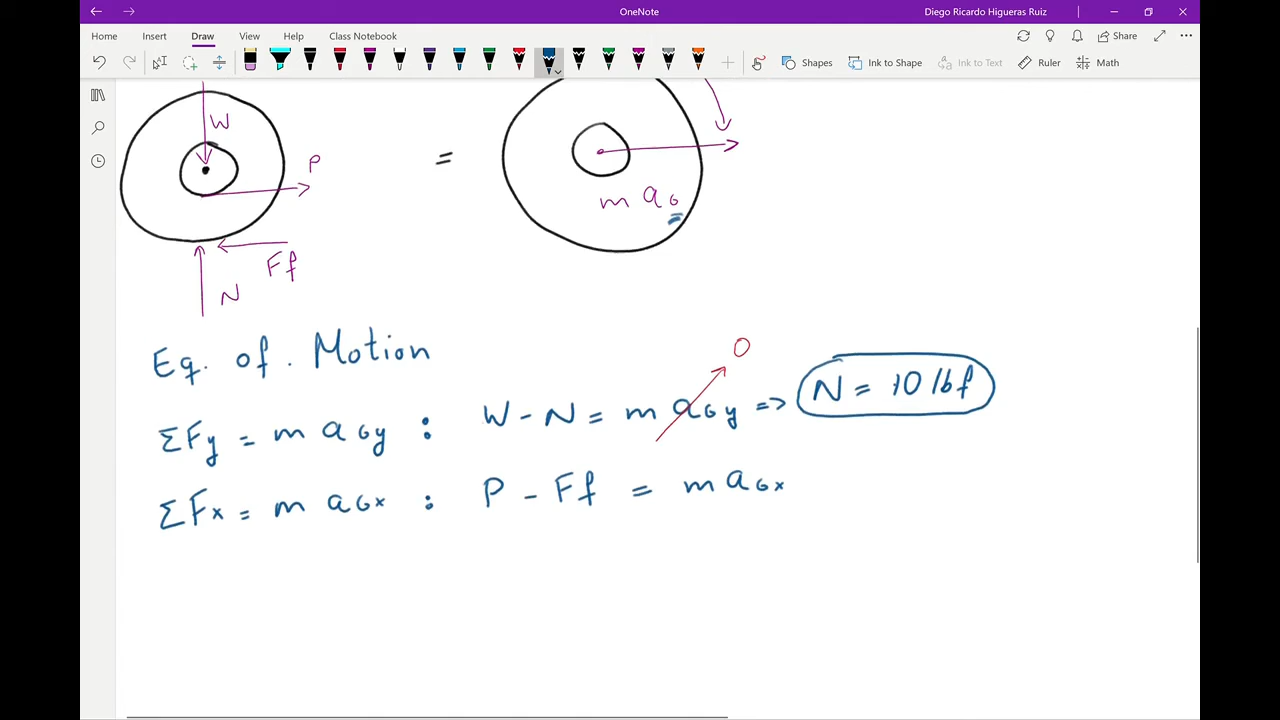 OneNote
Diego Ricardo Higueras Ruiz
Home Insert Draw View Help Class Notebook
Share
Shapes Ink to Shape Ink to Text Ruler Math
W
P
=
m a G
Ff
N
Eq. of. Motion
O
ΣFy = m aGy : W - N = m aGy => N = 10 lbf
ΣFx = m aGx : P - Ff = m aGx